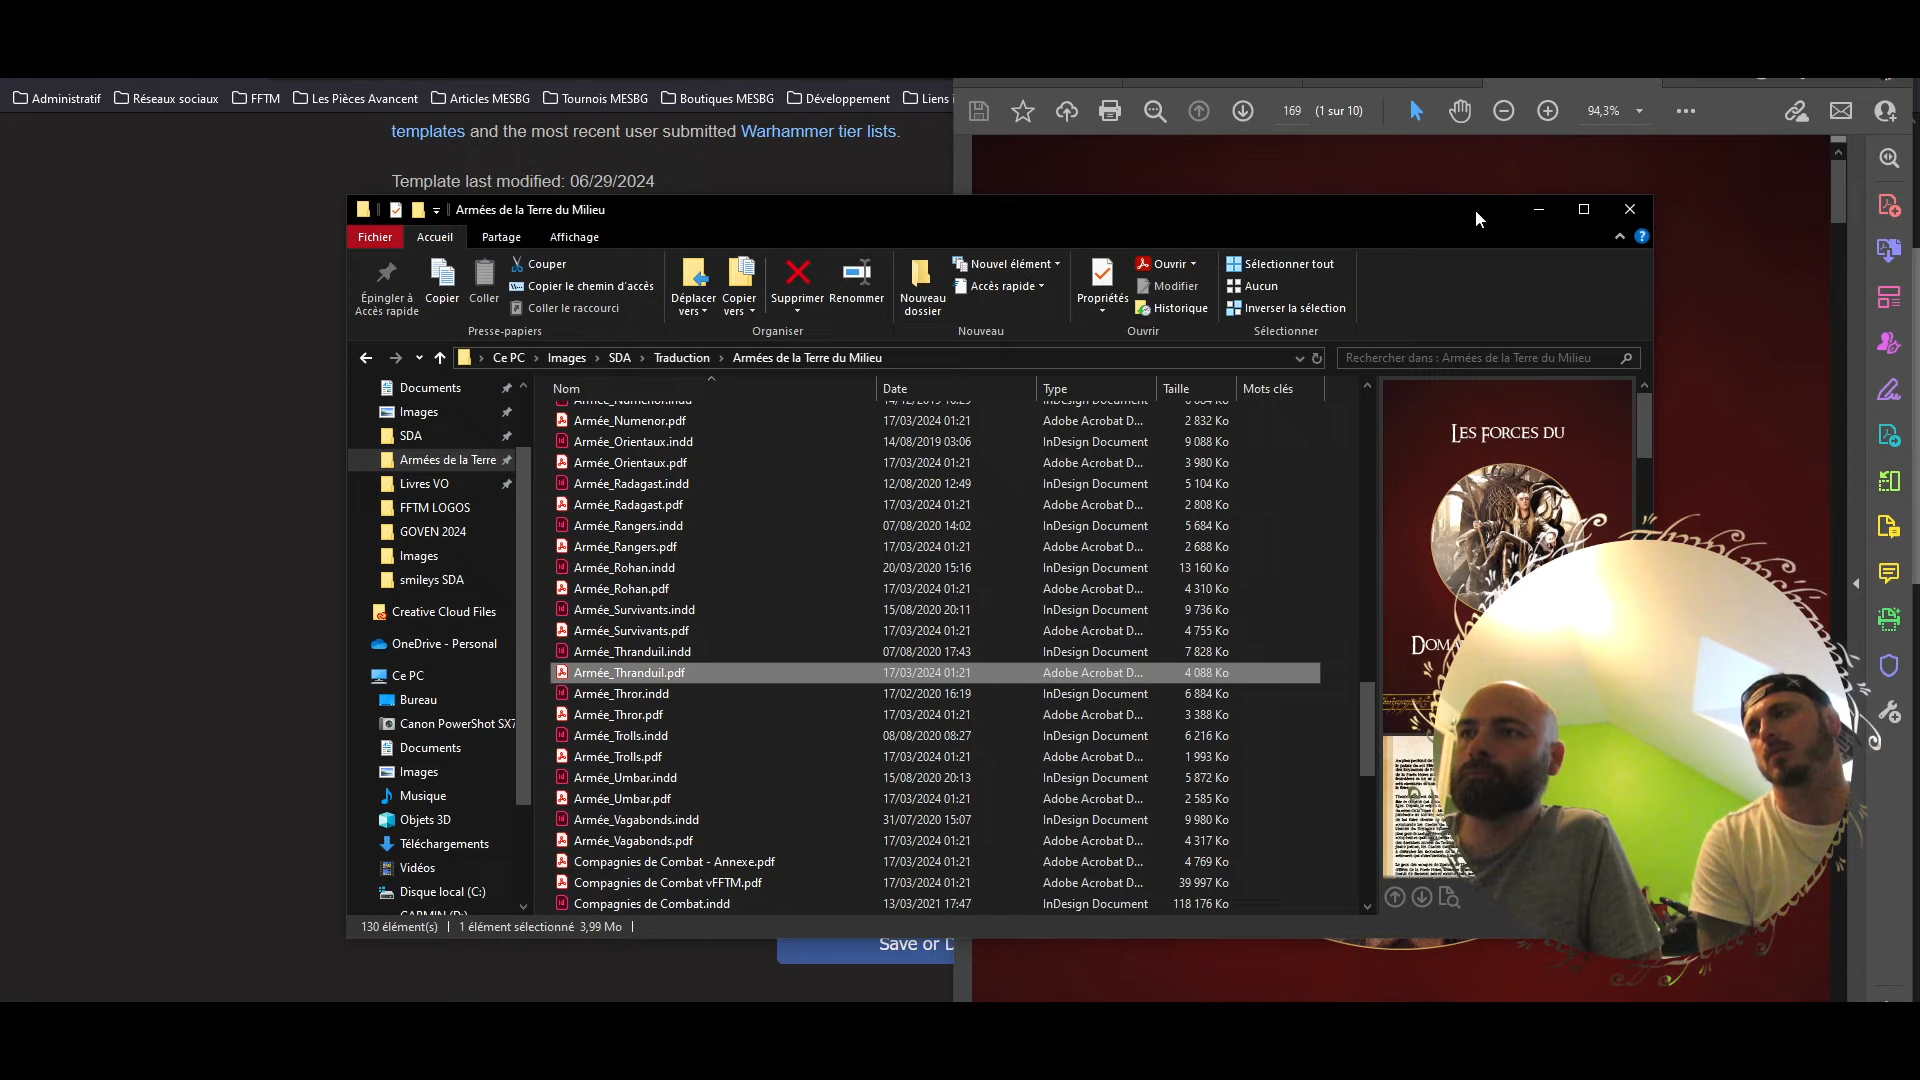 Administratif
Réseaux sociaux
FFTM
Les Pièces Avancent
Articles MESBG
Tournois MESBG
Boutiques MESBG
Développement
Liens
169 (1 sur 10)
94,3%
templates and the most recent user submitted Warhammer tier lists.
Template last modified: 06/29/2024
Armées de la Terre du Milieu
Fichier Accueil Partage Affichage
Épingler à Accès rapide
Copier
Coller
Couper
Copier le chemin d'accès
Coller le raccourci
Déplacer vers
Copier vers
Supprimer
Renommer
Nouveau dossier
Nouvel élément
Accès rapide
Propriétés
Ouvrir
Modifier
Historique
Sélectionner tout
Aucun
Inverser la sélection
Presse-papiers
Organiser
Nouveau
Ouvrir
Sélectionner
Ce PC > Images > SDA > Traduction > Armées de la Terre du Milieu
Rechercher dans : Armées de la Terre du Milieu
Documents
Images
SDA
Armées de la Terre
Livres VO
FFTM LOGOS
GOVEN 2024
Images
smileys SDA
Creative Cloud Files
OneDrive - Personal
Ce PC
Bureau
Canon PowerShot SX7
Documents
Images
Musique
Objets 3D
Téléchargements
Vidéos
Disque local (C:)
Nom Date Type Taille Mots clés
Armée_Numenor.pdf 17/03/2024 01:21 Adobe Acrobat D... 2 832 Ko
Armée_Orientaux.indd 14/08/2019 03:06 InDesign Document 9 088 Ko
Armée_Orientaux.pdf 17/03/2024 01:21 Adobe Acrobat D... 3 980 Ko
Armée_Radagast.indd 12/08/2020 12:49 InDesign Document 5 104 Ko
Armée_Radagast.pdf 17/03/2024 01:21 Adobe Acrobat D... 2 808 Ko
Armée_Rangers.indd 07/08/2020 14:02 InDesign Document 5 684 Ko
Armée_Rangers.pdf 17/03/2024 01:21 Adobe Acrobat D... 2 688 Ko
Armée_Rohan.indd 20/03/2020 15:16 InDesign Document 13 160 Ko
Armée_Rohan.pdf 17/03/2024 01:21 Adobe Acrobat D... 4 310 Ko
Armée_Survivants.indd 15/08/2020 20:11 InDesign Document 9 736 Ko
Armée_Survivants.pdf 17/03/2024 01:21 Adobe Acrobat D... 4 755 Ko
Armée_Thranduil.indd 07/08/2020 17:43 InDesign Document 7 828 Ko
Armée_Thranduil.pdf 17/03/2024 01:21 Adobe Acrobat D... 4 088 Ko
Armée_Thror.indd 17/02/2020 16:19 InDesign Document 6 884 Ko
Armée_Thror.pdf 17/03/2024 01:21 Adobe Acrobat D... 3 388 Ko
Armée_Trolls.indd 08/08/2020 08:27 InDesign Document 6 216 Ko
Armée_Trolls.pdf 17/03/2024 01:21 Adobe Acrobat D... 1 993 Ko
Armée_Umbar.indd 15/08/2020 20:13 InDesign Document 5 872 Ko
Armée_Umbar.pdf 17/03/2024 01:21 Adobe Acrobat D... 2 585 Ko
Armée_Vagabonds.indd 31/07/2020 15:07 InDesign Document 9 980 Ko
Armée_Vagabonds.pdf 17/03/2024 01:21 Adobe Acrobat D... 4 317 Ko
Compagnies de Combat - Annexe.pdf 17/03/2024 01:21 Adobe Acrobat D... 4 769 Ko
Compagnies de Combat vFFTM.pdf 17/03/2024 01:21 Adobe Acrobat D... 39 997 Ko
Compagnies de Combat.indd 13/03/2021 17:47 InDesign Document 118 176 Ko
LES FORCES DU
DOMA
130 élément(s) 1 élément sélectionné 3,99 Mo
Save or D